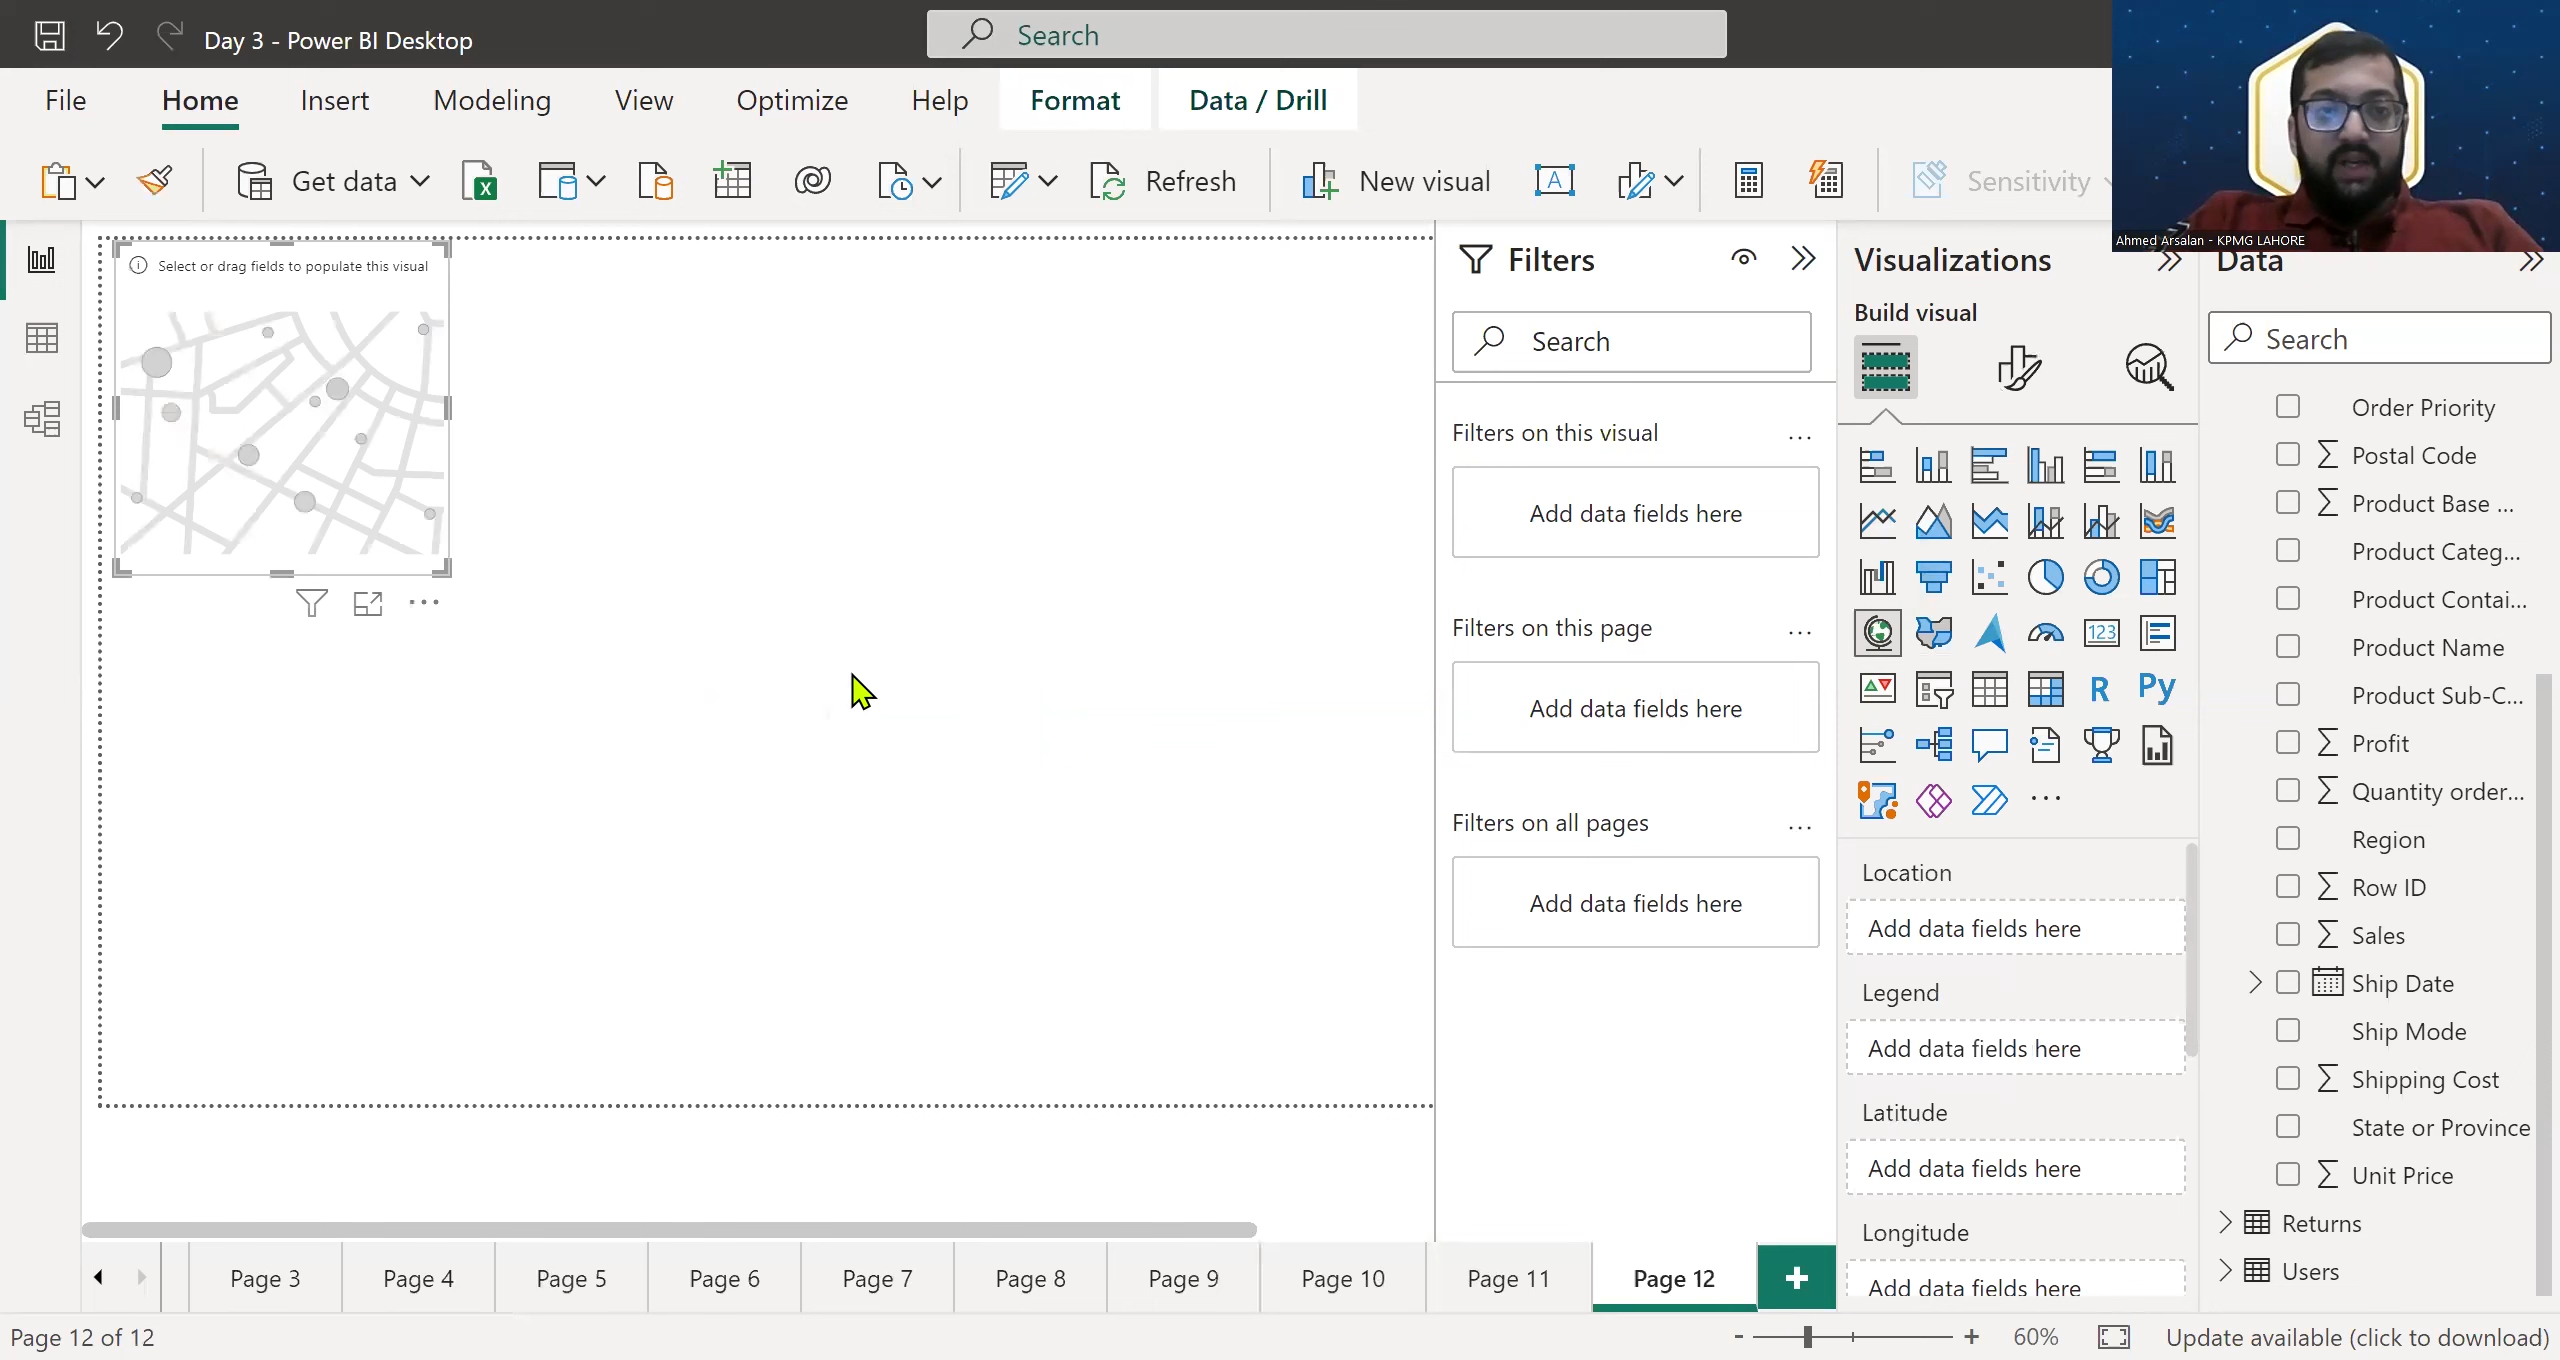 Day 3 - Power BI Desktop
Search
File
Home
Insert
Modeling
View
Optimize
Help
Format
Data / Drill
Get data
Refresh
New visual
A
Sensitivity
Ahmed Arsalan - KPMG LAHORE
Select or drag fields to populate this visual
Filters
Search
Filters on this visual
...
Add data fields here
Filters on this page
...
Add data fields here
Filters on all pages
...
Add data fields here
Visualizations
Build visual
123
R
Py
...
Location
Add data fields here
Legend
Add data fields here
Latitude
Add data fields here
Longitude
Add data fields here
Data
Search
Order Priority
Postal Code
Product Base ...
Product Categ...
Product Contai...
Product Name
Product Sub-C...
Profit
Quantity order...
Region
Row ID
Sales
Ship Date
Ship Mode
Shipping Cost
State or Province
Unit Price
Returns
Users
Page 3
Page 4
Page 5
Page 6
Page 7
Page 8
Page 9
Page 10
Page 11
Page 12
+
Page 12 of 12
- + 60%
Update available (click to download)